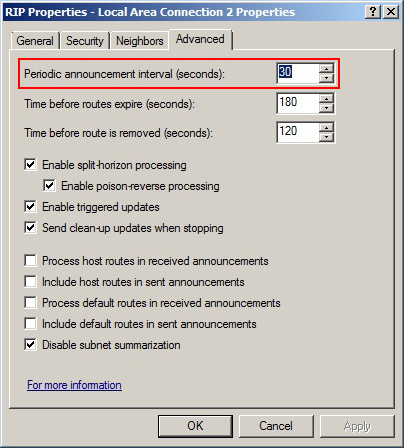 RIP Properties - Local Area Connection 2 Properties
General Security Neighbors Advanced
Periodic announcement interval (seconds): 30
Time before routes expire (seconds): 180
Time before route is removed (seconds): 120
Enable split-horizon processing
Enable poison-reverse processing
Enable triggered updates
Send clean-up updates when stopping
Process host routes in received announcements
Include host routes in sent announcements
Process default routes in received announcements
Include default routes in sent announcements
Disable subnet summarization
For more information
OK Cancel Apply